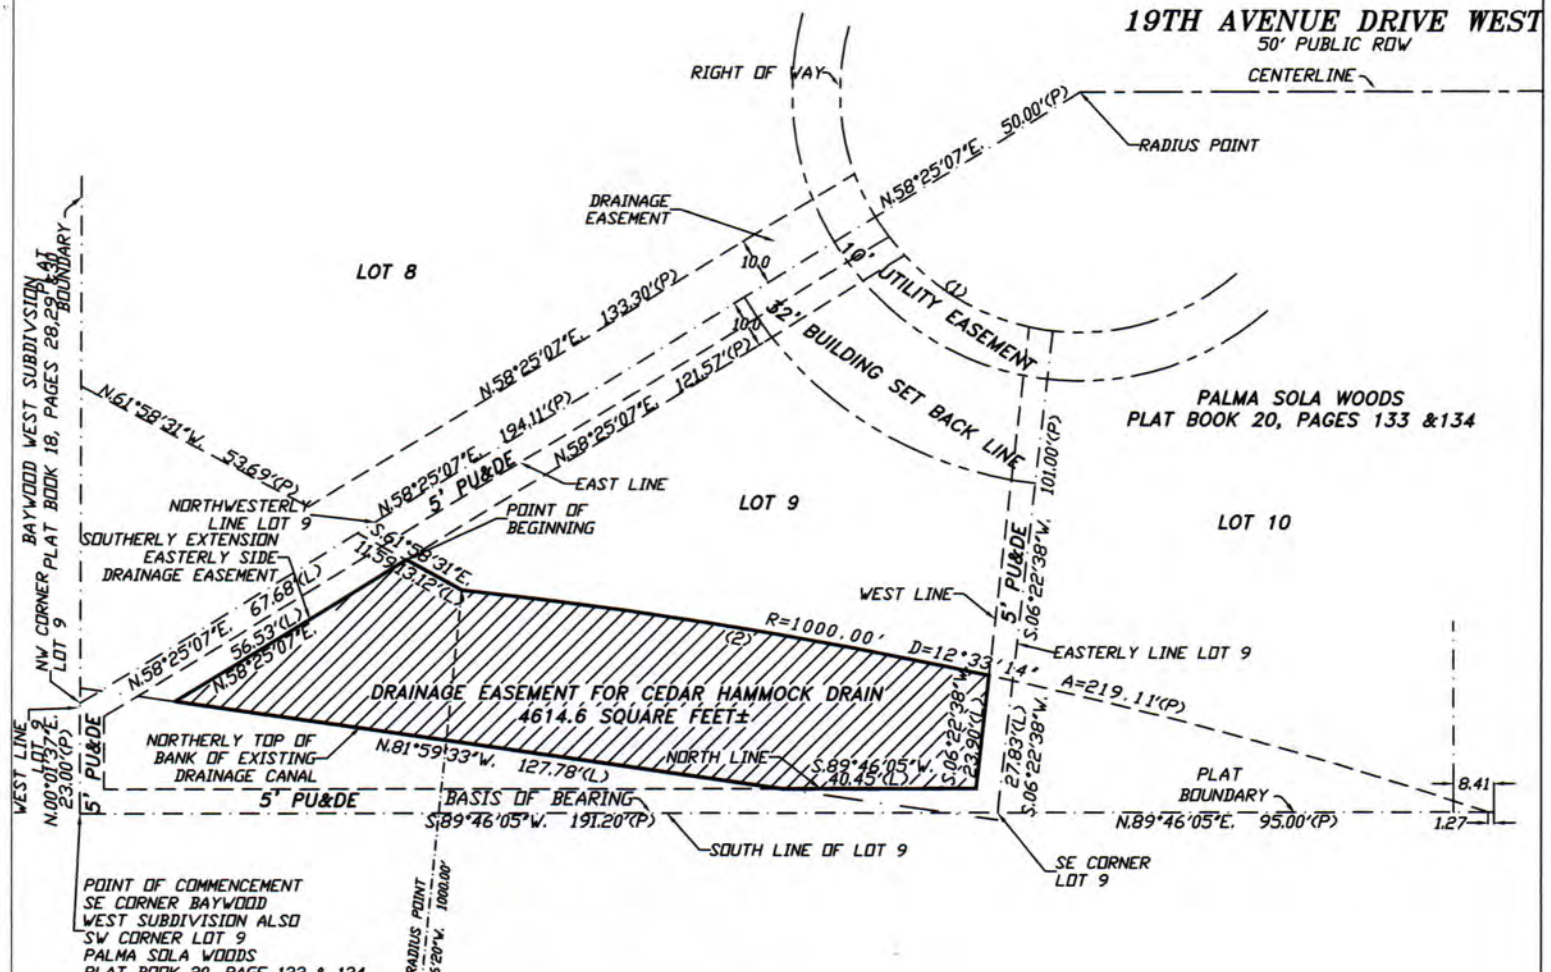 19TH AVENUE DRIVE WEST
50' PUBLIC ROW
CENTERLINE
RIGHT OF WAY
N.58°25'07"E. 50.00'(P)
RADIUS POINT
DRAINAGE
EASEMENT
LOT 8
10.0
10' UTILITY EASEMENT
(1)
N.58°25'07"E. 133.30'(P)
10.0
32' BUILDING SET BACK LINE
BAYWOOD WEST SUBDIVSION
PLAT BOOK 18, PAGES 28,29 &30
PLAT
BOUNDARY
N.61°58'31"W. 53.69'(P)
N.58°25'07"E. 194.11'(P)
5' PU&DE
N.58°25'07"E. 121.57'(P)
EAST LINE
PALMA SOLA WOODS
PLAT BOOK 20, PAGES 133 &134
LOT 9
LOT 10
NORTHWESTERLY
LINE LOT 9
POINT OF
BEGINNING
SOUTHERLY EXTENSION
EASTERLY SIDE
DRAINAGE EASEMENT
S.61°58'31"E.
11.59
13.12'(L)
N.58°25'07"E. 67.68'(L)
56.53'(L)
N.58°25'07"E.
WEST LINE
5' PU&DE
S.06°22'38"W. 101.00'(P)
EASTERLY LINE LOT 9
R=1000.00'
(2)
D=12°33'14"
A=219.11'(P)
NW CORNER
LOT 9
WEST LINE
LOT 9
N.00°01'37"E.
23.00'(P)
5' PU&DE
DRAINAGE EASEMENT FOR CEDAR HAMMOCK DRAIN
4614.6 SQUARE FEET±
NORTHERLY TOP OF
BANK OF EXISTING
DRAINAGE CANAL
N.81°59'33"W. 127.78'(L)
NORTH LINE
S.89°46'05"W.
40.45'(L)
S.06°22'38"W.
23.90'(L)
27.83'(L)
S.06°22'38"W.
PLAT
BOUNDARY
8.41
1.27
N.89°46'05"E. 95.00'(P)
5' PU&DE
BASIS OF BEARING
S.89°46'05"W. 191.20'(P)
SOUTH LINE OF LOT 9
SE CORNER
LOT 9
POINT OF COMMENCEMENT
SE CORNER BAYWOOD
WEST SUBDIVISION ALSO
SW CORNER LOT 9
PALMA SOLA WOODS
PLAT BOOK 20, PAGE 133 & 134
RADIUS POINT
20"W. 1000.00'